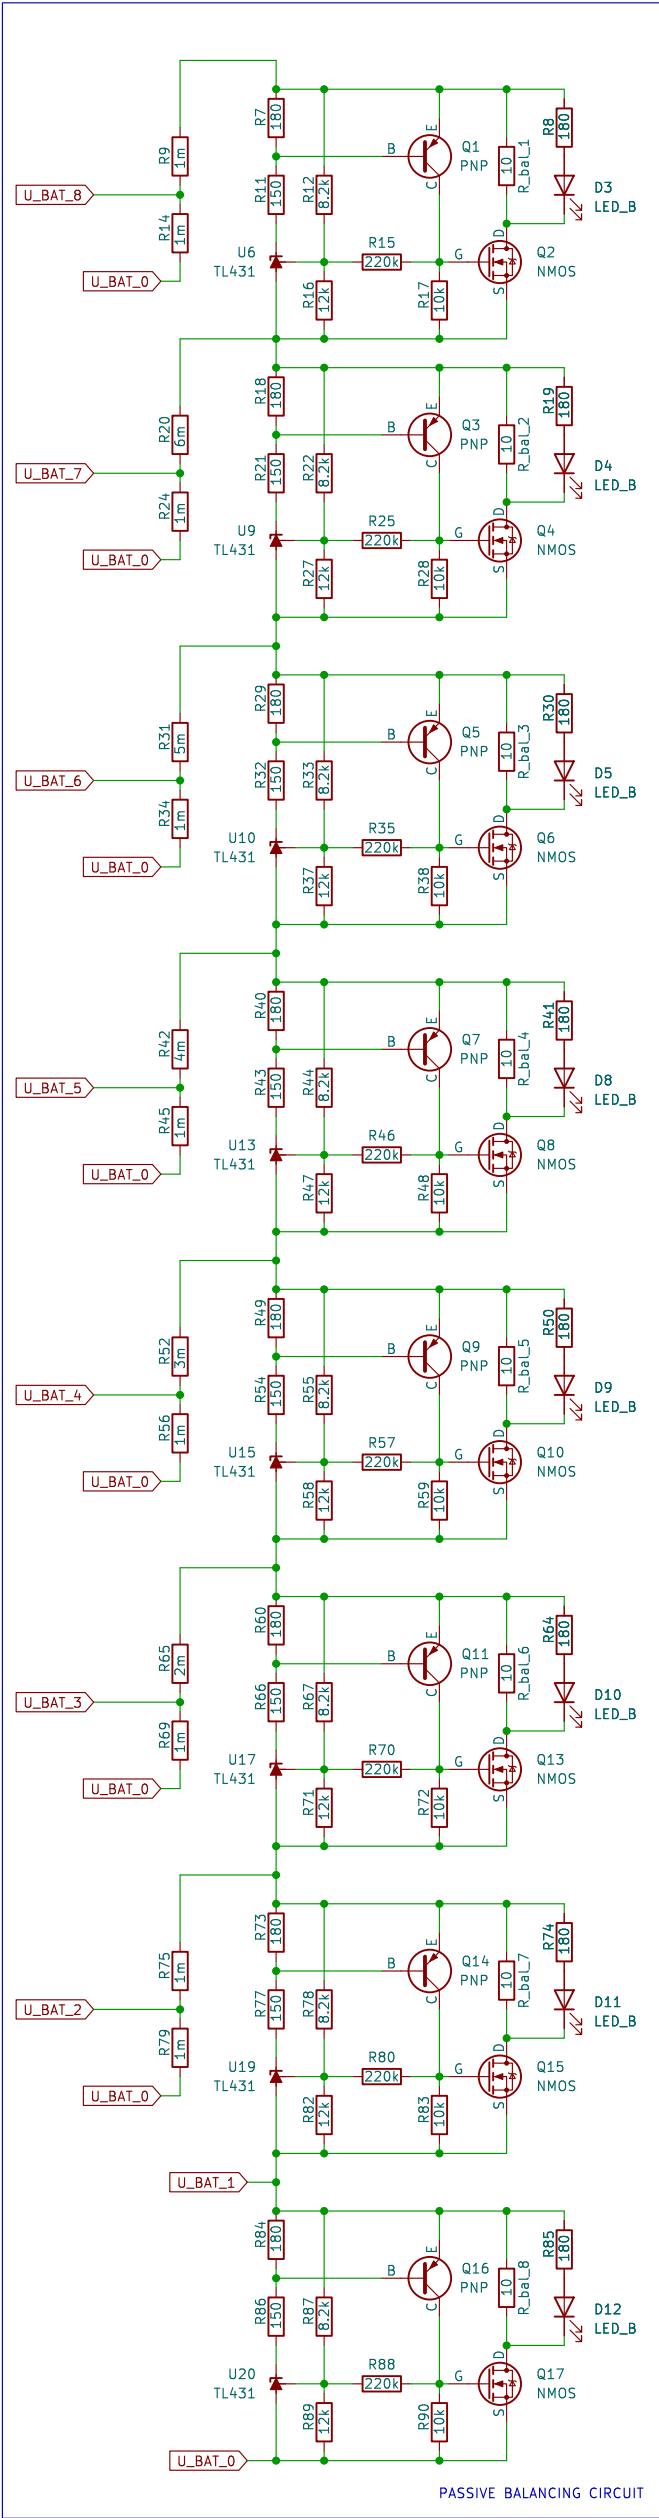 R7
180
R9
1m
R11
150
R12
8.2k
B
E
C
Q1
PNP
10
R_bal_1
R8
180
D3
LED_B
U_BAT_8
R14
1m
U_BAT_0
U6
TL431
R16
12k
R15
220k
R17
10k
G
D
S
Q2
NMOS
R18
180
R20
6m
R21
150
R22
8.2k
B
E
C
Q3
PNP
10
R_bal_2
R19
180
D4
LED_B
U_BAT_7
R24
1m
U_BAT_0
U9
TL431
R27
12k
R25
220k
R28
10k
G
D
S
Q4
NMOS
R29
180
R31
5m
R32
150
R33
8.2k
B
E
C
Q5
PNP
10
R_bal_3
R30
180
D5
LED_B
U_BAT_6
R34
1m
U_BAT_0
U10
TL431
R37
12k
R35
220k
R38
10k
G
D
S
Q6
NMOS
R40
180
R42
4m
R43
150
R44
8.2k
B
E
C
Q7
PNP
10
R_bal_4
R41
180
D8
LED_B
U_BAT_5
R45
1m
U_BAT_0
U13
TL431
R47
12k
R46
220k
R48
10k
G
D
S
Q8
NMOS
R49
180
R52
3m
R54
150
R55
8.2k
B
E
C
Q9
PNP
10
R_bal_5
R50
180
D9
LED_B
U_BAT_4
R56
1m
U_BAT_0
U15
TL431
R58
12k
R57
220k
R59
10k
G
D
S
Q10
NMOS
R60
180
R65
2m
R66
150
R67
8.2k
B
E
C
Q11
PNP
10
R_bal_6
R64
180
D10
LED_B
U_BAT_3
R69
1m
U_BAT_0
U17
TL431
R71
12k
R70
220k
R72
10k
G
D
S
Q13
NMOS
R73
180
R75
1m
R77
150
R78
8.2k
B
E
C
Q14
PNP
10
R_bal_7
R74
180
D11
LED_B
U_BAT_2
R79
1m
U_BAT_0
U19
TL431
R82
12k
R80
220k
R83
10k
G
D
S
Q15
NMOS
U_BAT_1
R84
180
R86
150
R87
8.2k
B
E
C
Q16
PNP
10
R_bal_8
R85
180
D12
LED_B
U20
TL431
R89
12k
R88
220k
R90
10k
G
D
S
Q17
NMOS
U_BAT_0
PASSIVE BALANCING CIRCUIT